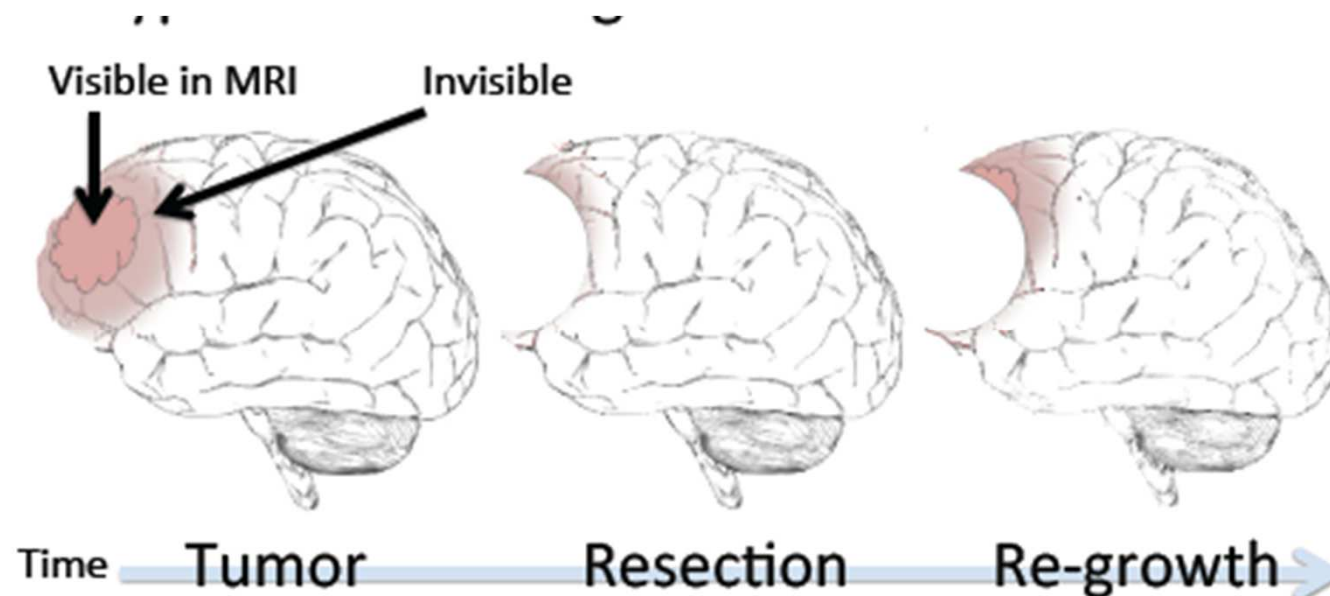 Visible in MRI
Invisible
Time
Tumor
Resection
Re-growth